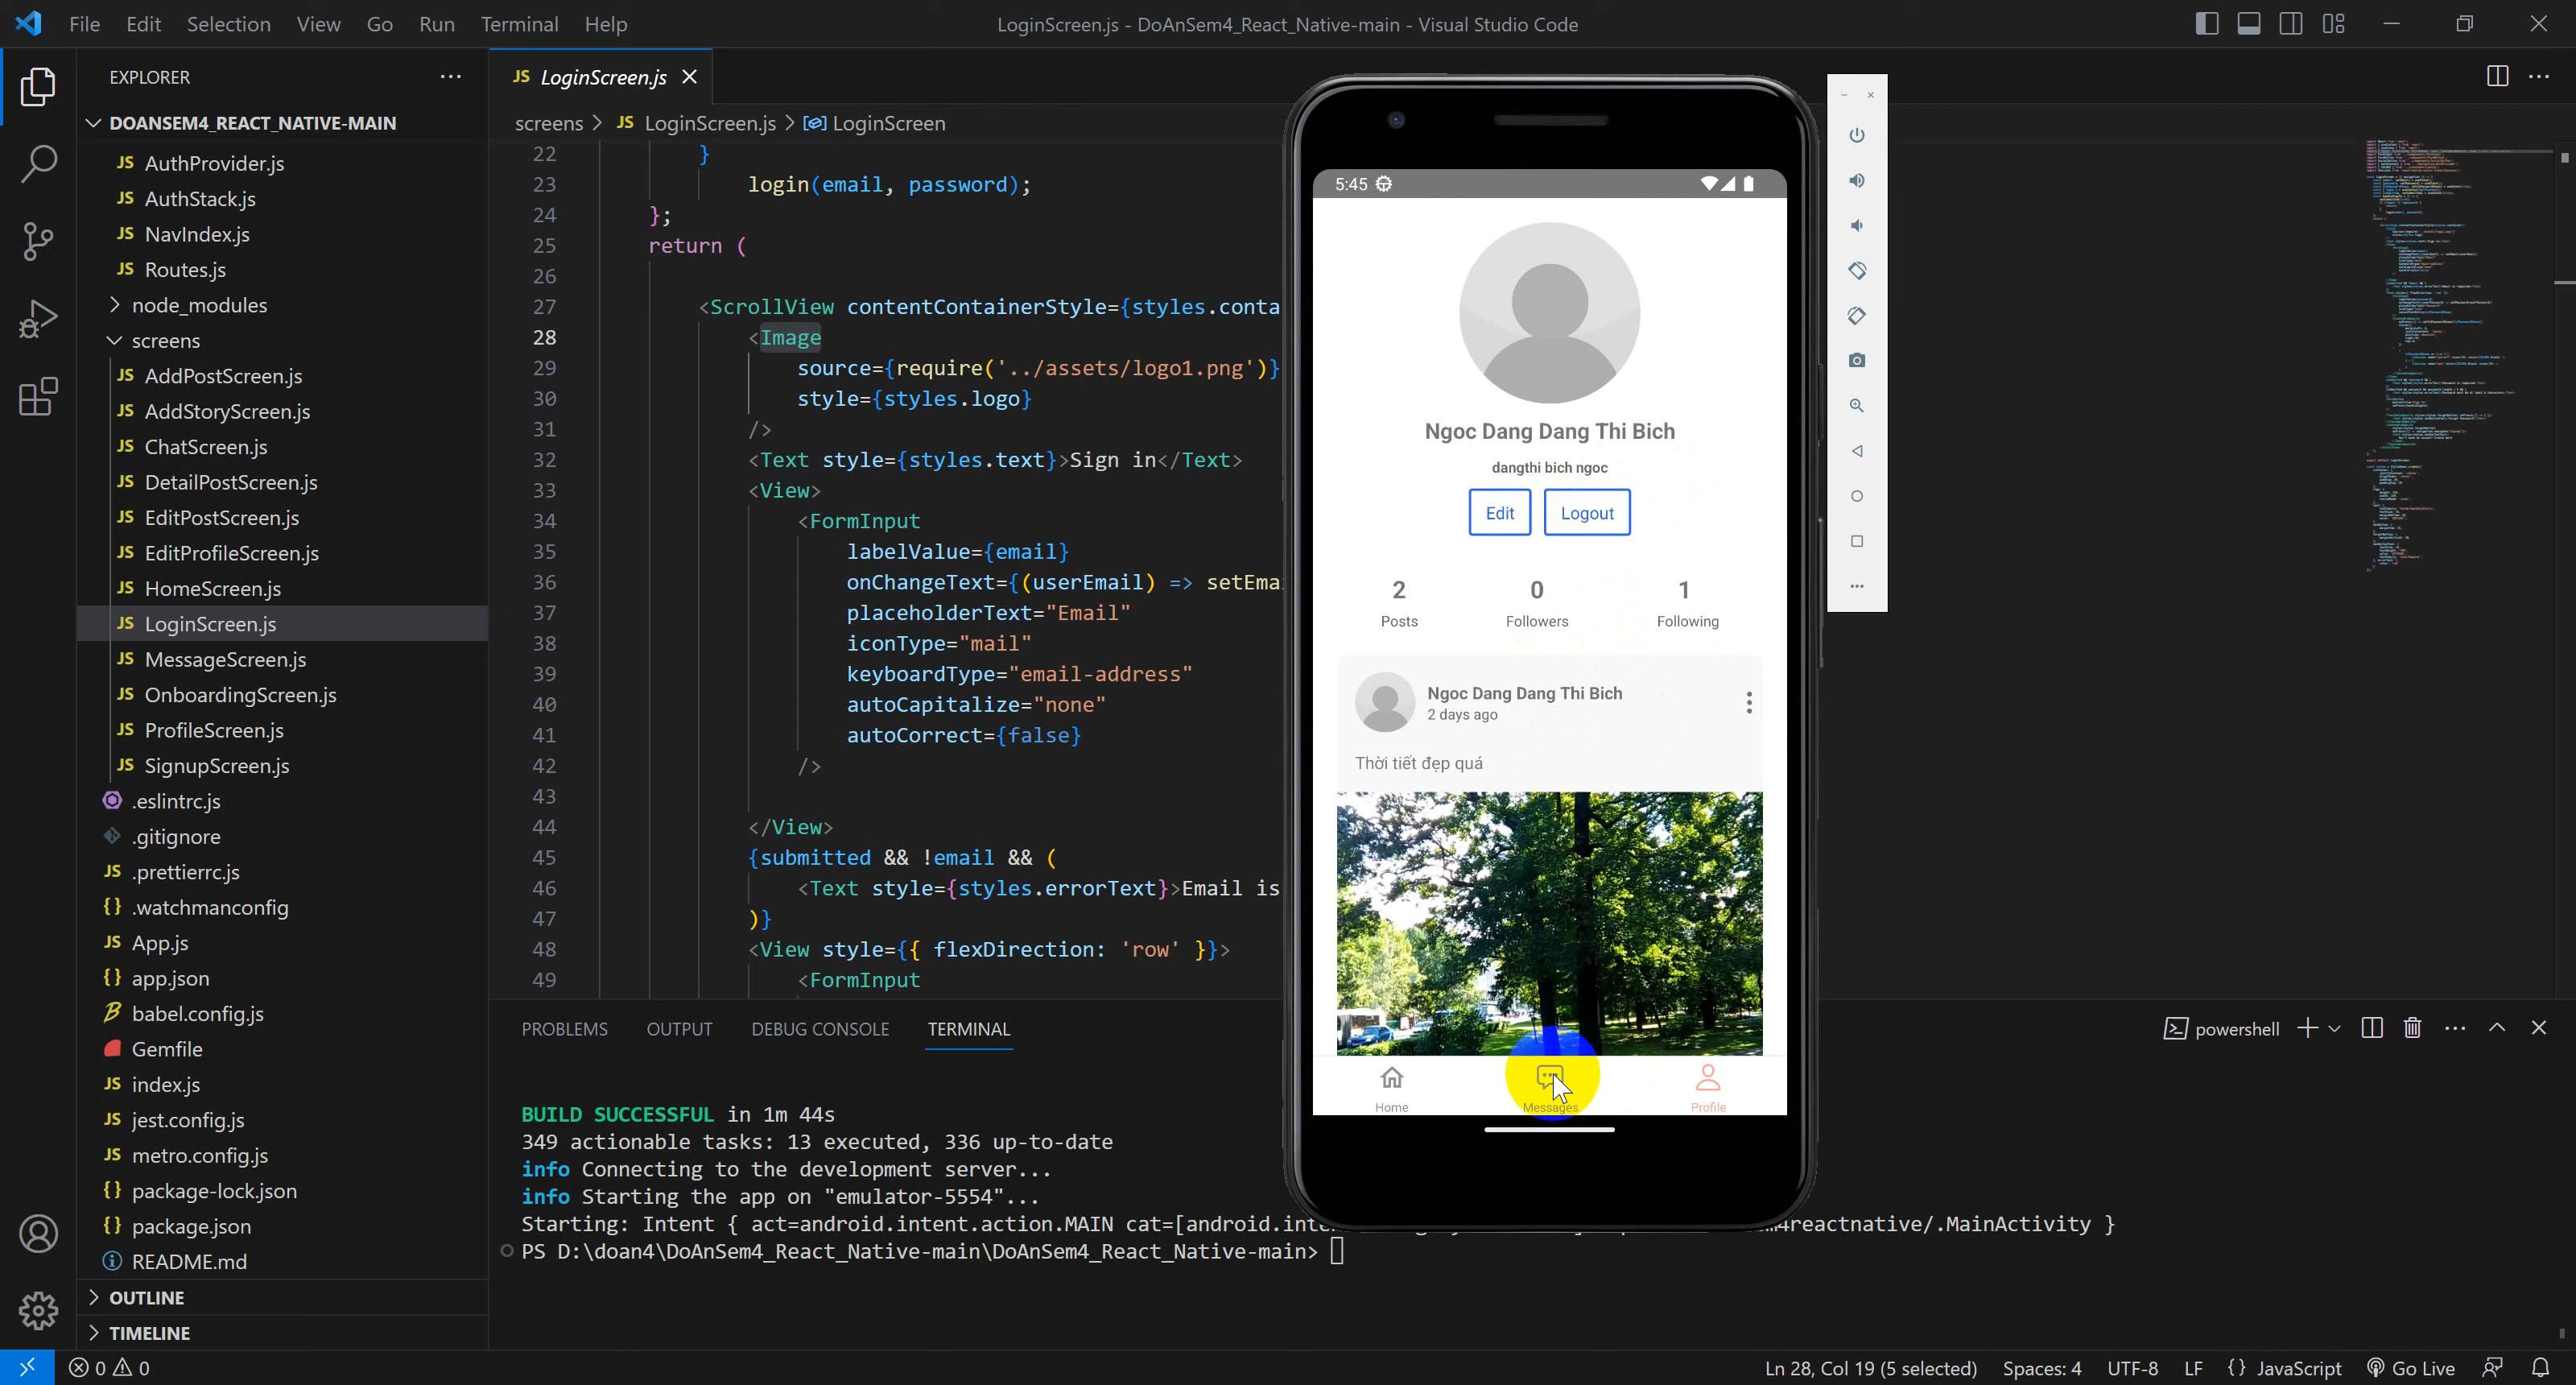 File Edit Selection View Go Run Terminal Help
LoginScreen.js - DoAnSem4_React_Native-main - Visual Studio Code
EXPLORER
DOANSEM4_REACT_NATIVE-MAIN
JS AuthProvider.js
JS AuthStack.js
JS NavIndex.js
JS Routes.js
node_modules
screens
JS AddPostScreen.js
JS AddStoryScreen.js
JS ChatScreen.js
JS DetailPostScreen.js
JS EditPostScreen.js
JS EditProfileScreen.js
JS HomeScreen.js
JS LoginScreen.js
JS MessageScreen.js
JS OnboardingScreen.js
JS ProfileScreen.js
JS SignupScreen.js
.eslintrc.js
.gitignore
JS .prettierrc.js
{} .watchmanconfig
JS App.js
{} app.json
babel.config.js
Gemfile
JS index.js
JS jest.config.js
JS metro.config.js
{} package-lock.json
{} package.json
README.md
OUTLINE
TIMELINE
JS LoginScreen.js
screens > JS LoginScreen.js > LoginScreen
22 }
23 login(email, password);
24 };
25 return (
26
27 <ScrollView contentContainerStyle={styles.conta
28 <Image
29 source={require('../assets/logo1.png')}
30 style={styles.logo}
31 />
32 <Text style={styles.text}>Sign in</Text>
33 <View>
34 <FormInput
35 labelValue={email}
36 onChangeText={(userEmail) => setEma
37 placeholderText="Email"
38 iconType="mail"
39 keyboardType="email-address"
40 autoCapitalize="none"
41 autoCorrect={false}
42 />
43
44 </View>
45 {submitted && !email && (
46 <Text style={styles.errorText}>Email is
47 )}
48 <View style={{ flexDirection: 'row' }}>
49 <FormInput
5:45
Ngoc Dang Dang Thi Bich
dangthi bich ngoc
Edit Logout
2 0 1
Posts Followers Following
Ngoc Dang Dang Thi Bich
2 days ago
Thời tiết đẹp quá
Home Messages Profile
PROBLEMS OUTPUT DEBUG CONSOLE TERMINAL
powershell
BUILD SUCCESSFUL in 1m 44s
349 actionable tasks: 13 executed, 336 up-to-date
info Connecting to the development server...
info Starting the app on "emulator-5554"...
Starting: Intent { act=android.intent.action.MAIN cat=[android.inte m4reactnative/.MainActivity }
PS D:\doan4\DoAnSem4_React_Native-main\DoAnSem4_React_Native-main>
0 0
Ln 28, Col 19 (5 selected) Spaces: 4 UTF-8 LF {} JavaScript Go Live